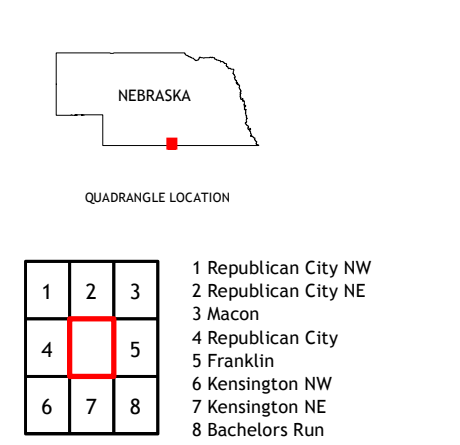 NEBRASKA
QUADRANGLE LOCATION
1 2 3
4 5
6 7 8
1 Republican City NW
2 Republican City NE
3 Macon
4 Republican City
5 Franklin
6 Kensington NW
7 Kensington NE
8 Bachelors Run